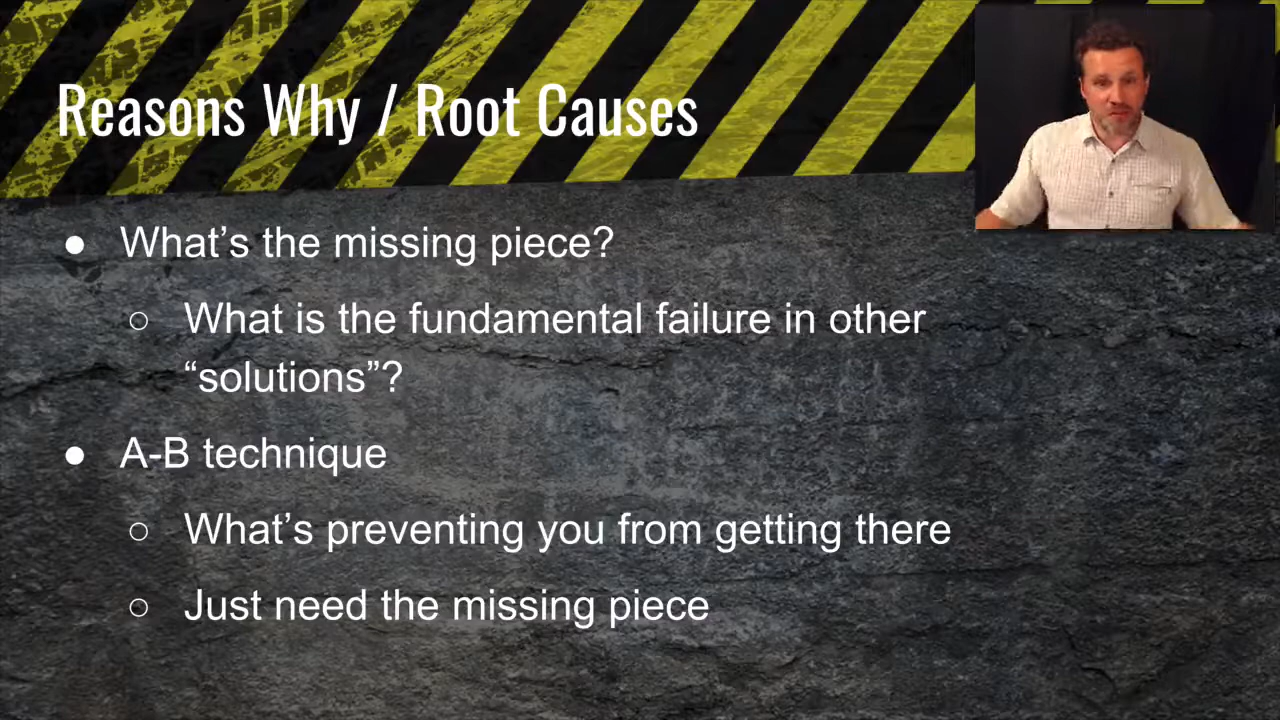 Reasons Why / Root Causes
● What’s the missing piece?
○ What is the fundamental failure in other
“solutions”?
● A-B technique
○ What’s preventing you from getting there
○ Just need the missing piece